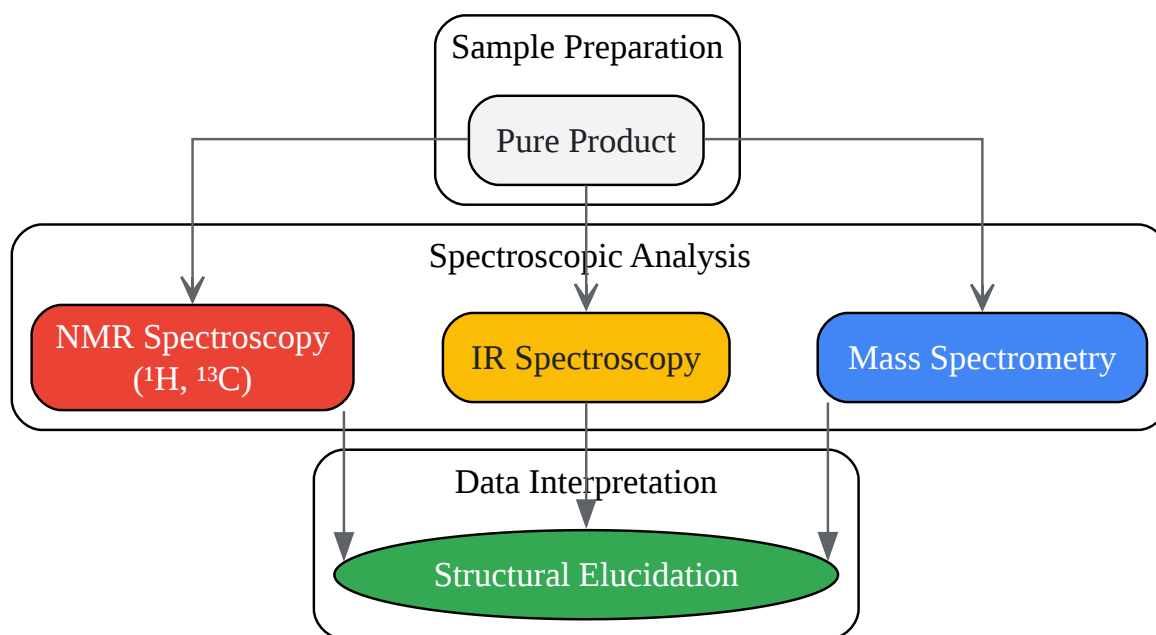 Sample Preparation
Pure Product
Spectroscopic Analysis
NMR Spectroscopy
(¹H, ¹³C)
IR Spectroscopy
Mass Spectrometry
Data Interpretation
Structural Elucidation